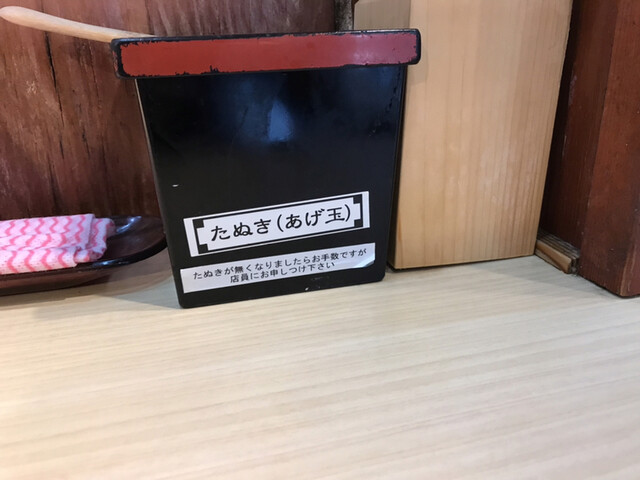 たぬき(あげ玉)
たぬきが無くなりましたらお手数ですが
店員にお申しつけ下さい